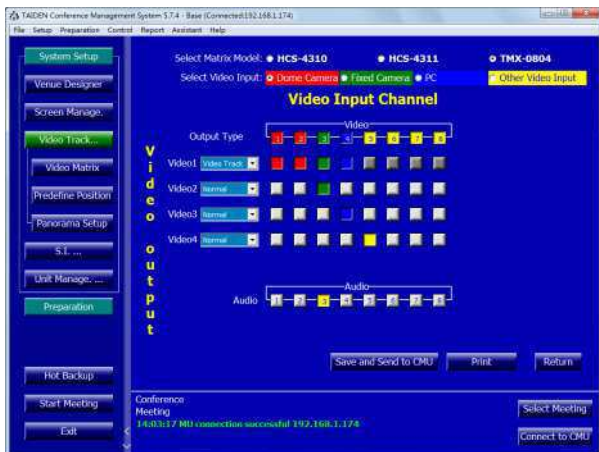 TAIDEN Conference Management System 5.7.4 - Base (Connected:192.168.1.174)
File Setup Preparation Control Report Assistant Help
System Setup
Venue Designer
Screen Manage.
Video Track...
Video Matrix
Predefine Position
Panorama Setup
S.I. ...
Unit Manage. ...
Preparation
Hot Backup
Start Meeting
Exit
Select Matrix Model: HCS-4310 HCS-4311 TMX-0804
Select Video Input: Dome Camera Fixed Camera PC Other Video Input
Video Input Channel
Video output
Output Type
Video
1 2 3 4 5 6 7 8
Video1 Video Track
Video2 Normal
Video3 Normal
Video4 Normal
Audio
Audio 1 2 3 4 5 6 7 8
Save and Send to CMU Print Return
Conference
Meeting
14:03:17 MU connection successful 192.168.1.174
Select Meeting
Connect to CMU